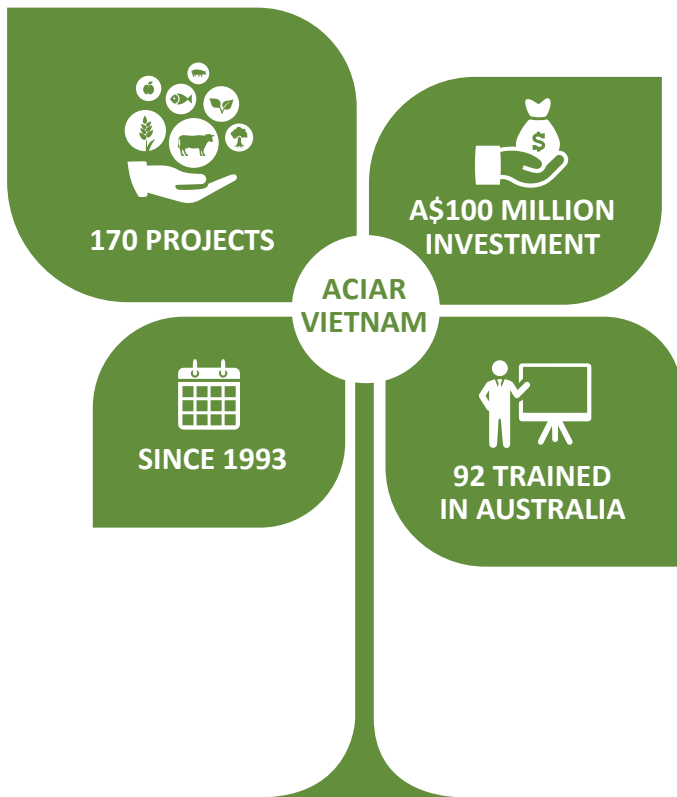 170 PROJECTS
A$100 MILLION
INVESTMENT
ACIAR
VIETNAM
SINCE 1993
92 TRAINED
IN AUSTRALIA
$